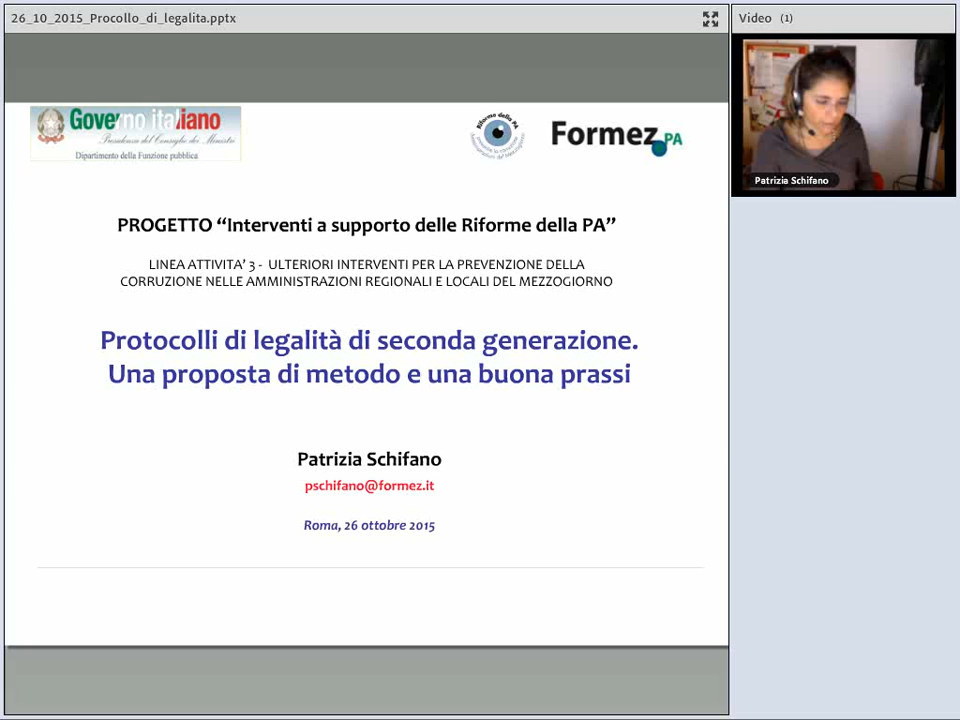 26_10_2015_Procollo_di_legalita.pptx
Video (1)
Governo italiano
Presidenza del Consiglio dei Ministri
Dipartimento della Funzione pubblica
Riforme della PA
Formez PA
Patrizia Schifano
PROGETTO “Interventi a supporto delle Riforme della PA”
LINEA ATTIVITA’ 3 - ULTERIORI INTERVENTI PER LA PREVENZIONE DELLA
CORRUZIONE NELLE AMMINISTRAZIONI REGIONALI E LOCALI DEL MEZZOGIORNO
Protocolli di legalità di seconda generazione.
Una proposta di metodo e una buona prassi
Patrizia Schifano
pschifano@formez.it
Roma, 26 ottobre 2015